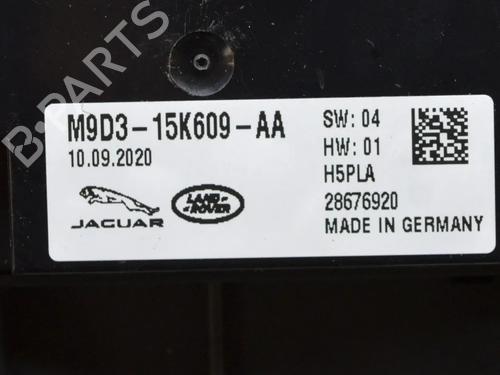 M9D3-15K609-AA
10.09.2020
JAGUAR
LAND-
-ROVER
SW: 04
HW: 01
H5PLA
28676920
MADE IN GERMANY
B-PARTS